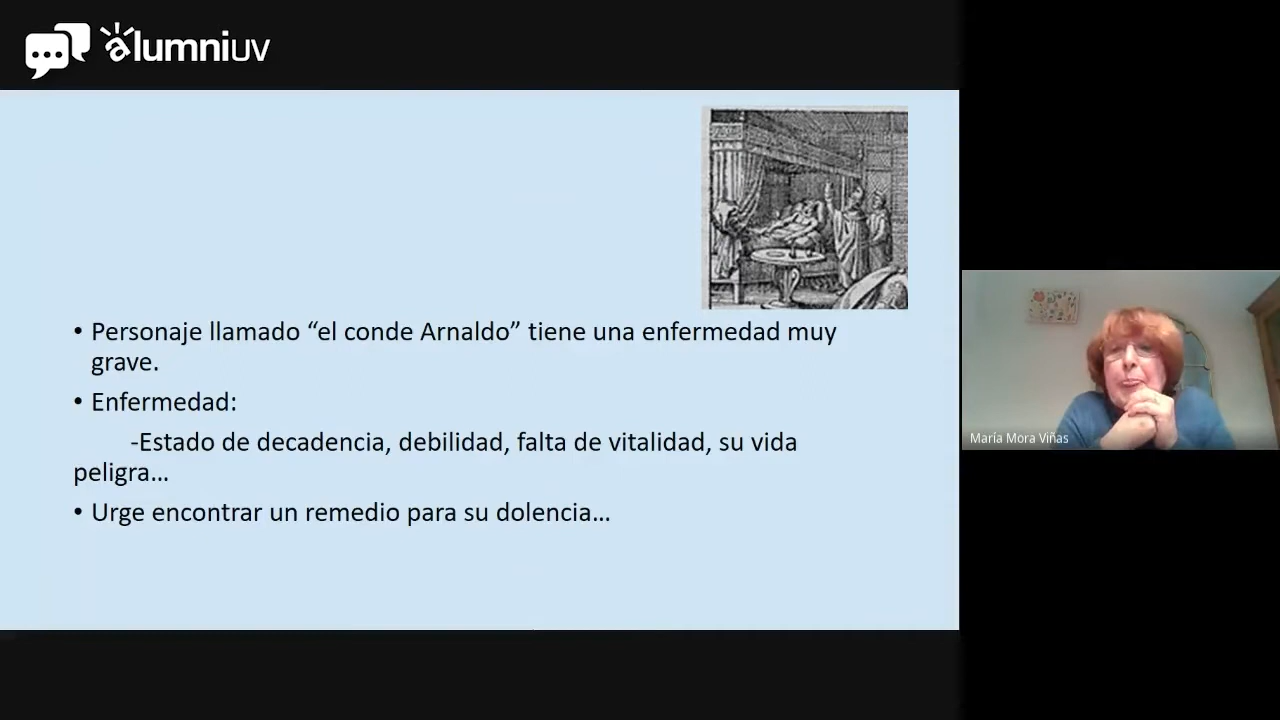 alumniuv
• Personaje llamado “el conde Arnaldo” tiene una enfermedad muy
grave.
• Enfermedad:
-Estado de decadencia, debilidad, falta de vitalidad, su vida
peligra…
• Urge encontrar un remedio para su dolencia…
María Mora Viñas